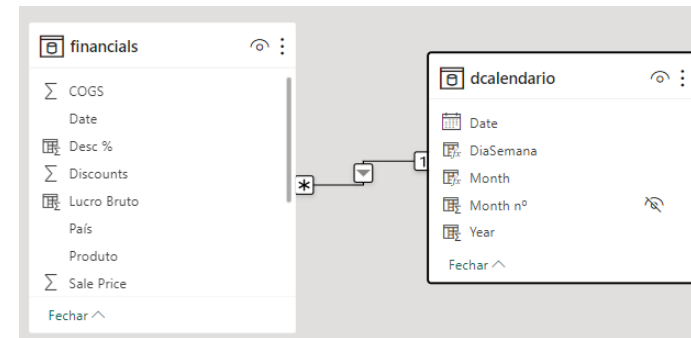 financials
Σ COGS
Date
Desc %
Σ Discounts
Lucro Bruto
País
Produto
Σ Sale Price
Fechar
*
1
dcalendario
Date
DiaSemana
Month
Month nº
Year
Fechar